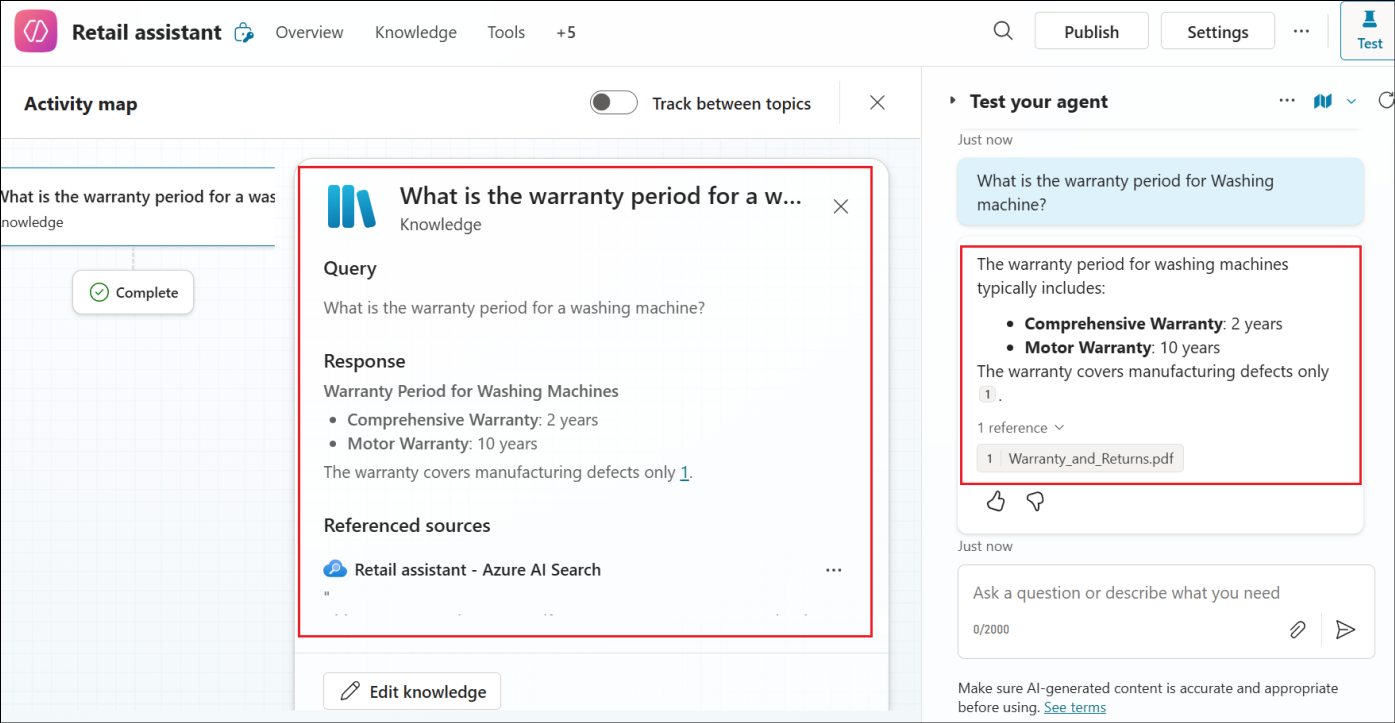 Retail assistant
Overview
Knowledge
Tools
+5
Publish
Settings
Test
Activity map
Track between topics
What is the warranty period for a was
nowledge
Complete
What is the warranty period for a w...
Knowledge
Query
What is the warranty period for a washing machine?
Response
Warranty Period for Washing Machines
• Comprehensive Warranty: 2 years
• Motor Warranty: 10 years
The warranty covers manufacturing defects only 1.
Referenced sources
Retail assistant - Azure AI Search
"
Edit knowledge
Test your agent
Just now
What is the warranty period for Washing
machine?
The warranty period for washing machines
typically includes:
• Comprehensive Warranty: 2 years
• Motor Warranty: 10 years
The warranty covers manufacturing defects only
1 .
1 reference
1 Warranty_and_Returns.pdf
Just now
Ask a question or describe what you need
0/2000
Make sure AI-generated content is accurate and appropriate
before using. See terms